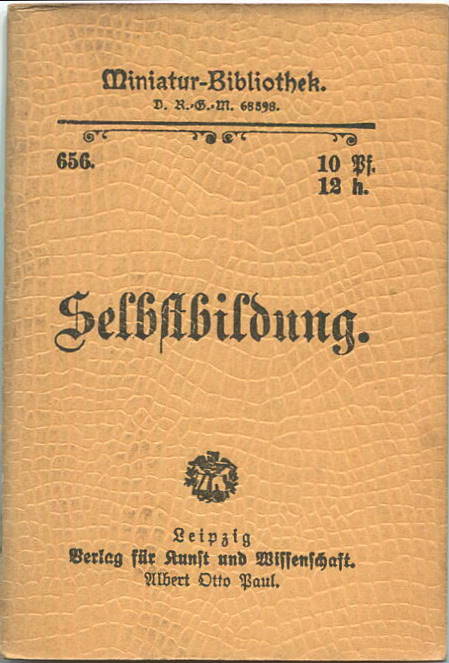 Miniatur-Bibliothek.
D. R.-G.-M. 68598.
656.
10 Pf.
12 h.
Selbstbildung.
Leipzig
Verlag für Kunst und Wissenschaft.
Albert Otto Paul.